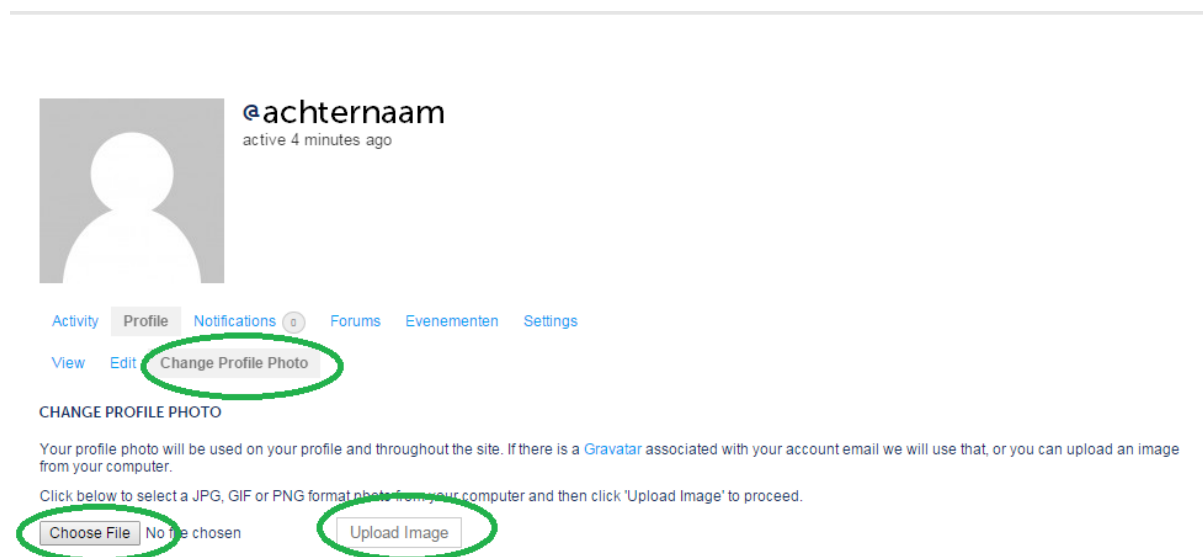 @achternaam
active 4 minutes ago
Activity Profile Notifications 0 Forums Evenementen Settings
View Edit Change Profile Photo
CHANGE PROFILE PHOTO
Your profile photo will be used on your profile and throughout the site. If there is a Gravatar associated with your account email we will use that, or you can upload an image
from your computer.
Click below to select a JPG, GIF or PNG format photo from your computer and then click 'Upload Image' to proceed.
Choose File No file chosen Upload Image